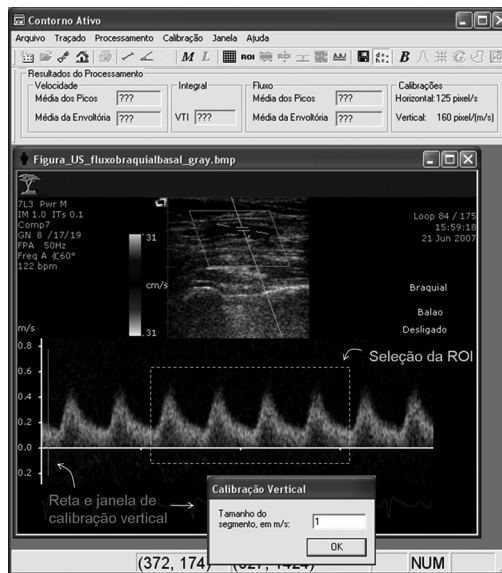 Contorno Ativo
Arquivo Traçado Processamento Calibração Janela Ajuda
M L ROI B
Resultados do Processamento
Velocidade Integral Fluxo Calibrações
Média dos Picos ??? Média dos Picos ??? Horizontal: 125 pixel/s
Média da Envoltória ??? VTI ??? Média da Envoltória ??? Vertical: 160 pixel/(m/s)
Figura_US_fluxobraquialbasal_gray.bmp
7L3 Pwr M
IM 1.0 ITs 0.1
Comp7
GN 8 /17/19
FPA 50Hz
Freq A ∢60°
122 bpm
31
cm/s
.31
Loop 84 / 175
15:59:18
21 Jun 2007
Braquial
Balao
Desligado
m/s
0.8
0.6
0.4
0.2
0.0
0.2
Seleção da ROI
Reta e janela de
calibração vertical
Calibração Vertical
Tamanho do
segmento, em m/s: 1
OK
(372, 174) NUM